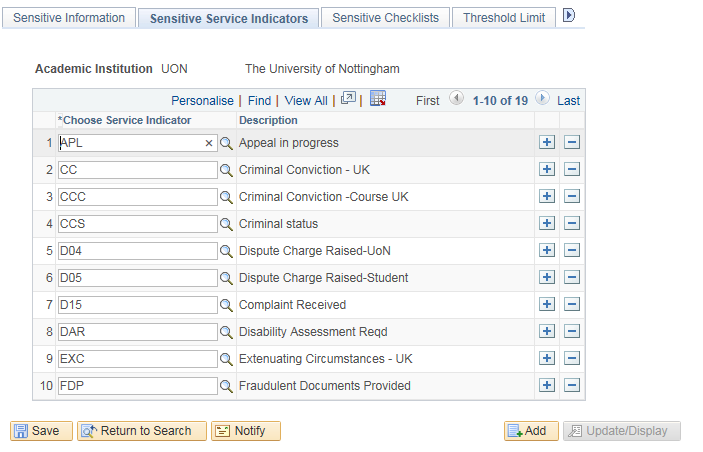 Sensitive Information Sensitive Service Indicators Sensitive Checklists Threshold Limit
Academic Institution UON The University of Nottingham
Personalise | Find | View All | | First 1-10 of 19 Last
*Choose Service Indicator Description
1 APL × Appeal in progress + −
2 CC Criminal Conviction - UK + −
3 CCC Criminal Conviction -Course UK + −
4 CCS Criminal status + −
5 D04 Dispute Charge Raised-UoN + −
6 D05 Dispute Charge Raised-Student + −
7 D15 Complaint Received + −
8 DAR Disability Assessment Reqd + −
9 EXC Extenuating Circumstances - UK + −
10 FDP Fraudulent Documents Provided + −
Save Return to Search Notify Add Update/Display